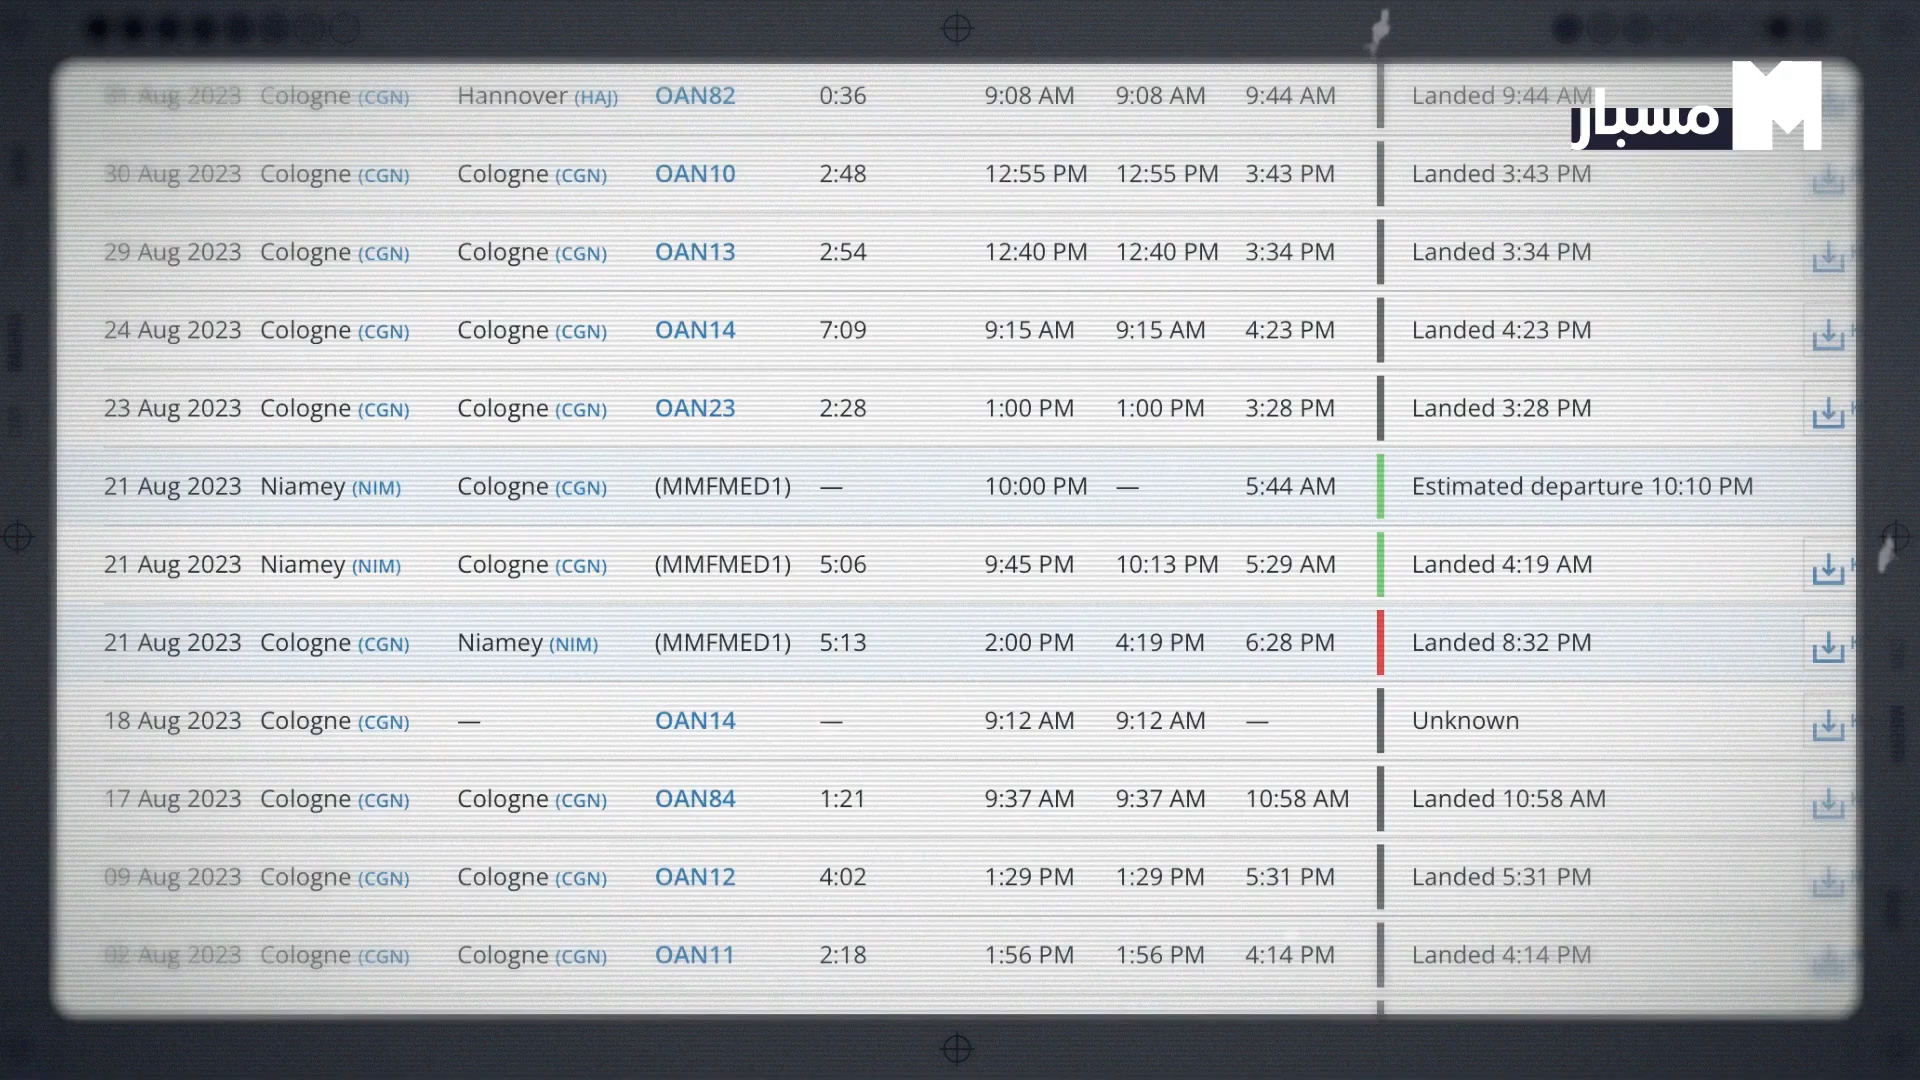 31 Aug 2023 Cologne (CGN) Hannover (HAJ) OAN82 0:36 9:08 AM 9:08 AM 9:44 AM Landed 9:44 AM
مسبار
30 Aug 2023 Cologne (CGN) Cologne (CGN) OAN10 2:48 12:55 PM 12:55 PM 3:43 PM Landed 3:43 PM
29 Aug 2023 Cologne (CGN) Cologne (CGN) OAN13 2:54 12:40 PM 12:40 PM 3:34 PM Landed 3:34 PM
24 Aug 2023 Cologne (CGN) Cologne (CGN) OAN14 7:09 9:15 AM 9:15 AM 4:23 PM Landed 4:23 PM
23 Aug 2023 Cologne (CGN) Cologne (CGN) OAN23 2:28 1:00 PM 1:00 PM 3:28 PM Landed 3:28 PM
21 Aug 2023 Niamey (NIM) Cologne (CGN) (MMFMED1) — 10:00 PM — 5:44 AM Estimated departure 10:10 PM
21 Aug 2023 Niamey (NIM) Cologne (CGN) (MMFMED1) 5:06 9:45 PM 10:13 PM 5:29 AM Landed 4:19 AM
21 Aug 2023 Cologne (CGN) Niamey (NIM) (MMFMED1) 5:13 2:00 PM 4:19 PM 6:28 PM Landed 8:32 PM
18 Aug 2023 Cologne (CGN) — OAN14 — 9:12 AM 9:12 AM — Unknown
17 Aug 2023 Cologne (CGN) Cologne (CGN) OAN84 1:21 9:37 AM 9:37 AM 10:58 AM Landed 10:58 AM
09 Aug 2023 Cologne (CGN) Cologne (CGN) OAN12 4:02 1:29 PM 1:29 PM 5:31 PM Landed 5:31 PM
02 Aug 2023 Cologne (CGN) Cologne (CGN) OAN11 2:18 1:56 PM 1:56 PM 4:14 PM Landed 4:14 PM